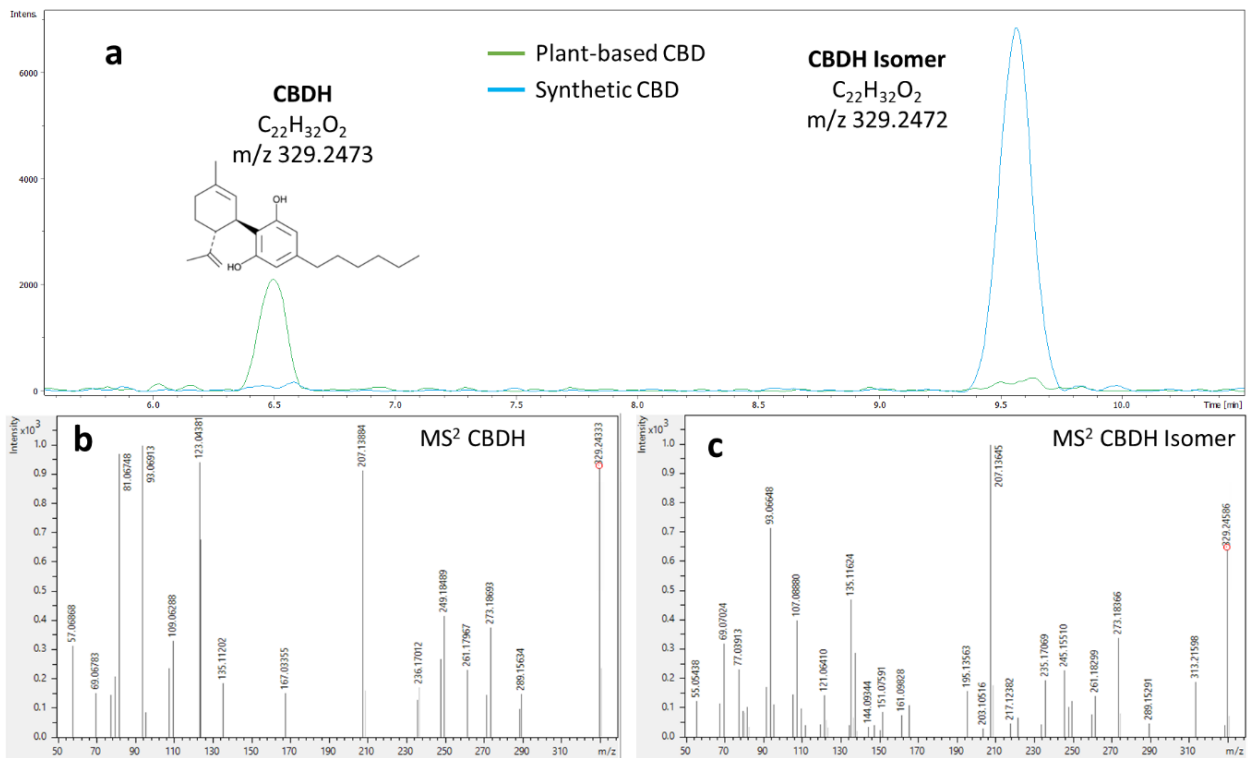 Intens.
a
Plant-based CBD
Synthetic CBD
CBDH
C₂₂H₃₂O₂
m/z 329.2473
CBDH Isomer
C₂₂H₃₂O₂
m/z 329.2472
OH
HO
6000
4000
2000
0
6.0 6.5 7.0 7.5 8.0 8.5 9.0 9.5 10.0 Time [min]
b
MS² CBDH
Intensity
x10³
1.0
0.9
0.8
0.7
0.6
0.5
0.4
0.3
0.2
0.1
0.0
57.06868
69.06783
81.06748
93.06913
109.06288
123.04381
135.11202
167.03355
207.13884
236.17012
249.18489
261.17967
273.18693
289.15634
329.24333
50 70 90 110 130 150 170 190 210 230 250 270 290 310 m/z
c
MS² CBDH Isomer
Intensity
x10³
1.0
0.9
0.8
0.7
0.6
0.5
0.4
0.3
0.2
0.1
0.0
55.05438
69.07024
77.03913
93.06648
107.08880
121.06410
135.11624
144.09344
151.07591
161.09828
195.13563
203.10516
207.13645
217.12382
235.17069
245.15510
261.18299
273.18366
289.15291
313.21598
329.24586
50 70 90 110 130 150 170 190 210 230 250 270 290 310 m/z